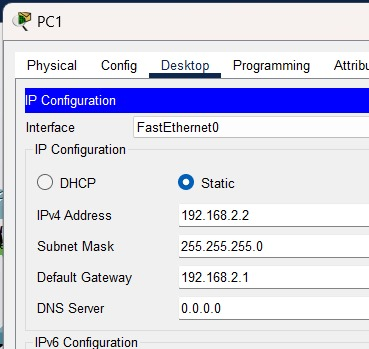 PC1
Physical Config Desktop Programming Attribu
IP Configuration
Interface FastEthernet0
IP Configuration
DHCP Static
IPv4 Address 192.168.2.2
Subnet Mask 255.255.255.0
Default Gateway 192.168.2.1
DNS Server 0.0.0.0
IPv6 Configuration